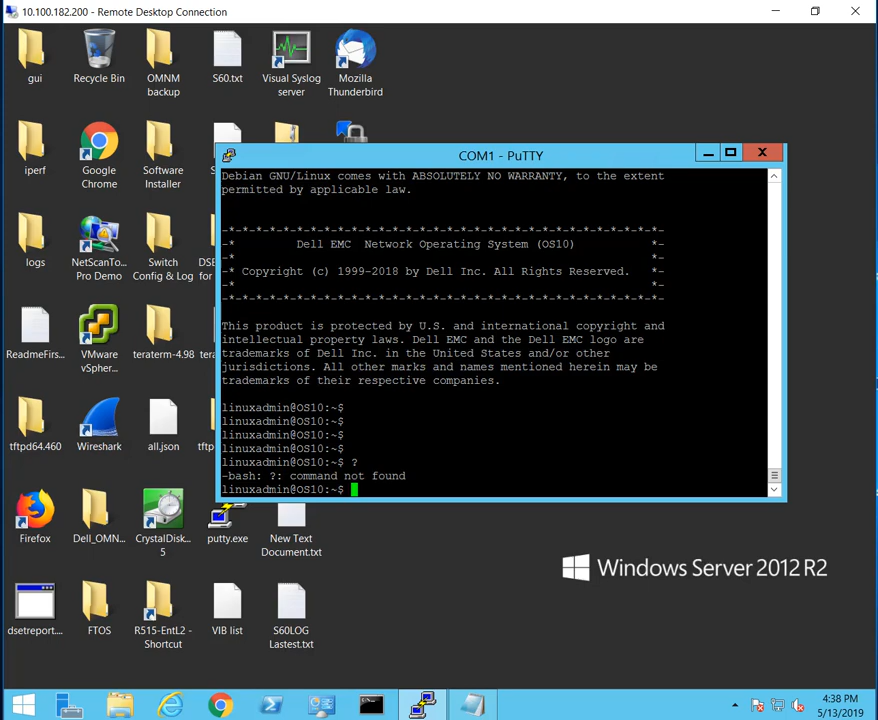 10.100.182.200 - Remote Desktop Connection
gui
Recycle Bin
OMNM
backup
S60.txt
Visual Syslog
server
Mozilla
Thunderbird
iperf
Google
Chrome
Software
Installer
logs
NetScanTo...
Pro Demo
Switch
Config & Log
ReadmeFirs...
VMware
vSpher...
teraterm-4.98
tftpd64.460
Wireshark
all.json
Firefox
Dell_OMN...
CrystalDisk...
5
putty.exe
New Text
Document.txt
dsetreport....
FTOS
R515-EntL2 -
Shortcut
VIB list
S60LOG
Lastest.txt
COM1 - PuTTY
Debian GNU/Linux comes with ABSOLUTELY NO WARRANTY, to the extent
permitted by applicable law.
-*-*-*-*-*-*-*-*-*-*-*-*-*-*-*-*-*-*-*-*-*-*-*-*-*-*-*-*-*-*-*-*-
-* Dell EMC Network Operating System (OS10) *-
-* *-
-* Copyright (c) 1999-2018 by Dell Inc. All Rights Reserved. *-
-* *-
-*-*-*-*-*-*-*-*-*-*-*-*-*-*-*-*-*-*-*-*-*-*-*-*-*-*-*-*-*-*-*-*-
This product is protected by U.S. and international copyright and
intellectual property laws. Dell EMC and the Dell EMC logo are
trademarks of Dell Inc. in the United States and/or other
jurisdictions. All other marks and names mentioned herein may be
trademarks of their respective companies.
linuxadmin@OS10:~$
linuxadmin@OS10:~$
linuxadmin@OS10:~$
linuxadmin@OS10:~$
linuxadmin@OS10:~$ ?
-bash: ?: command not found
linuxadmin@OS10:~$
Windows Server 2012 R2
4:38 PM
5/13/2019